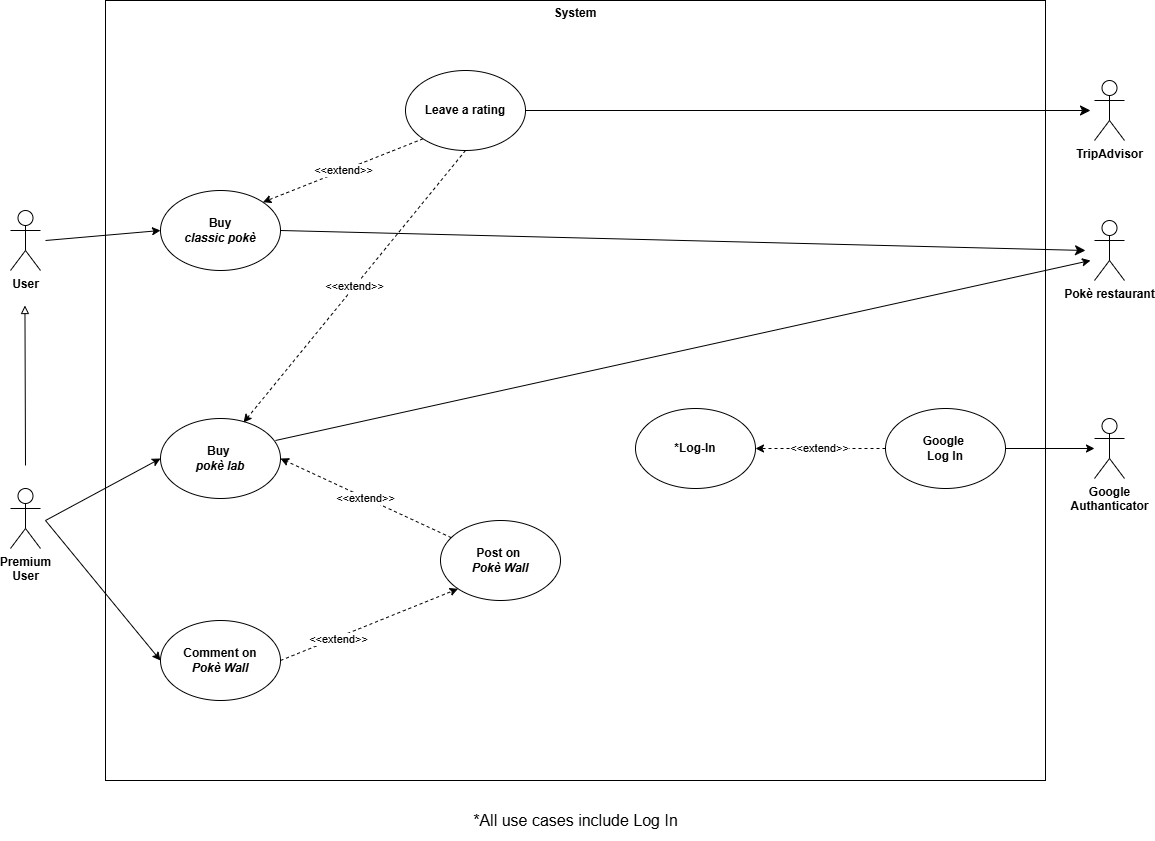 System
Leave a rating
TripAdvisor
<<extend>>
Buy
classic pokè
User
Pokè restaurant
<<extend>>
Buy
pokè lab
*Log-In
<<extend>>
Google
Log In
Google
Authanticator
<<extend>>
Premium
User
Post on
Pokè Wall
<<extend>>
Comment on
Pokè Wall
*All use cases include Log In